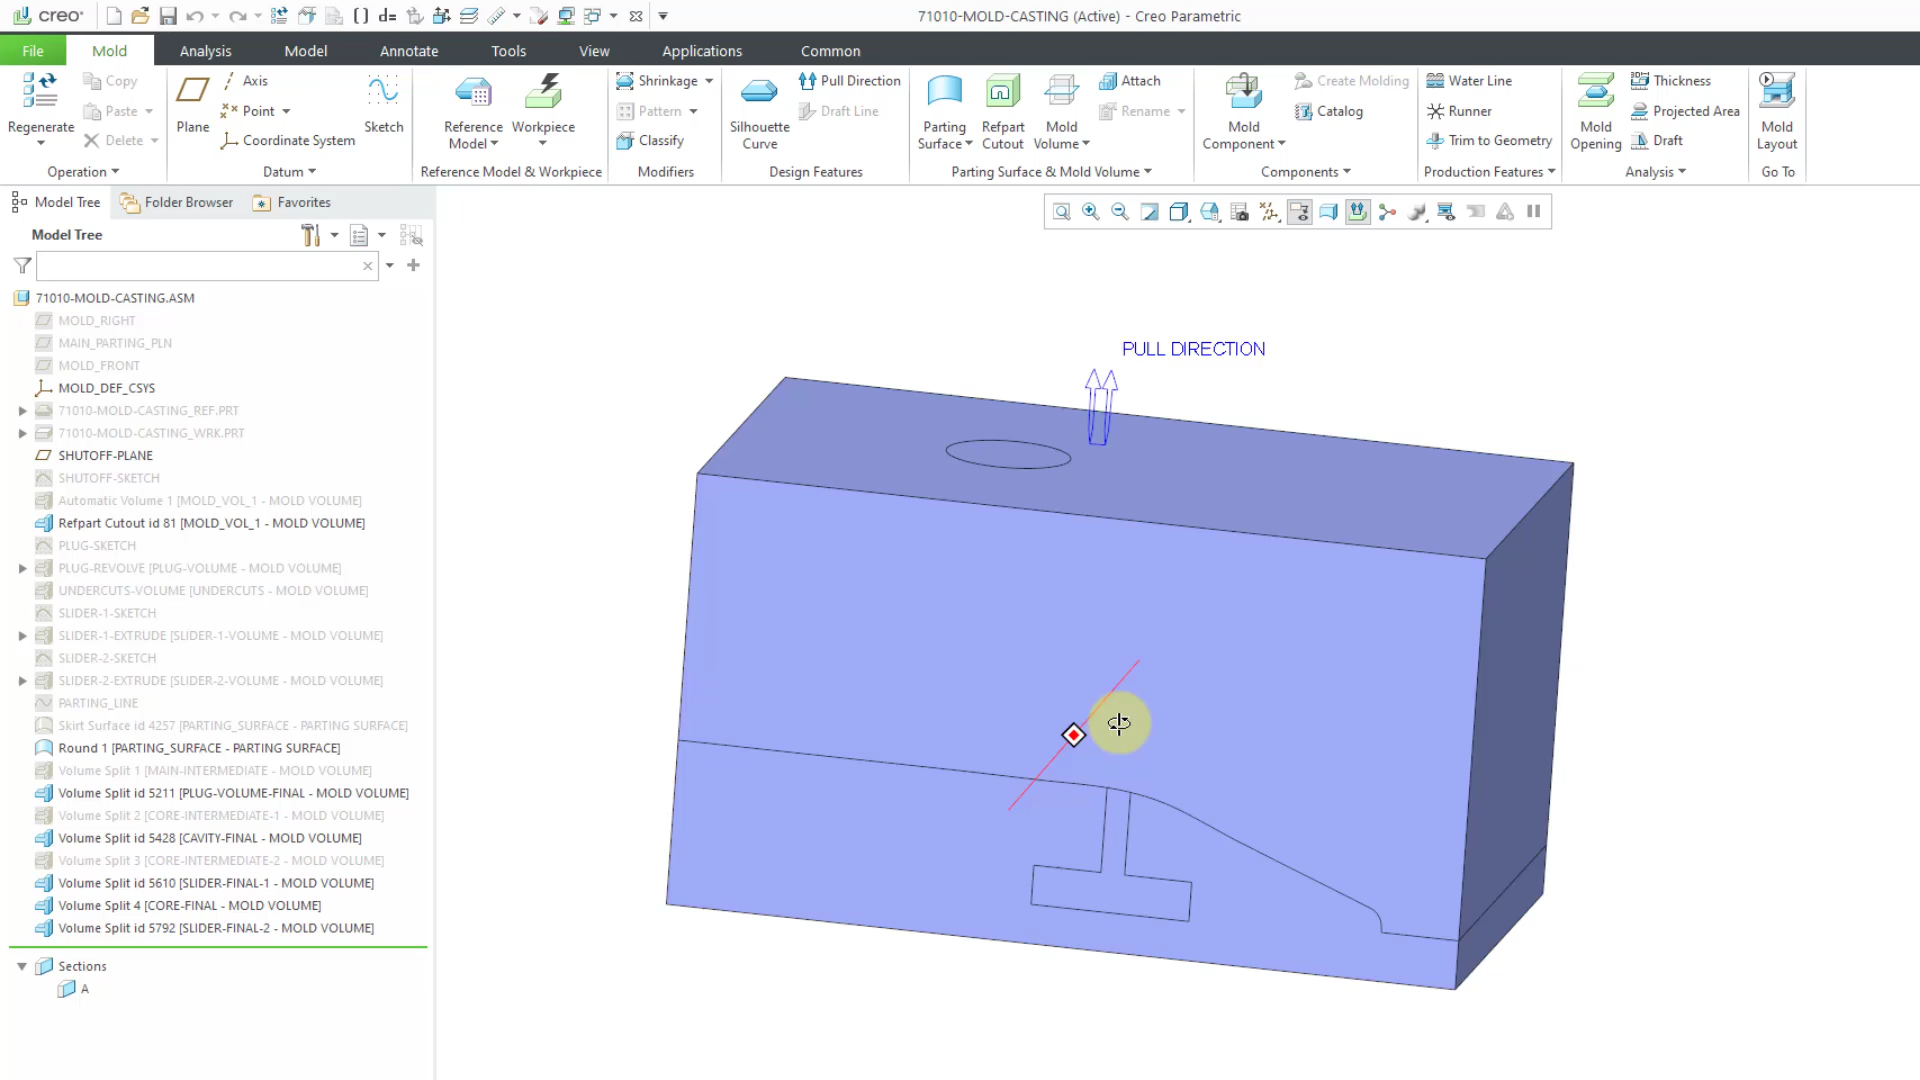 creo®
71010-MOLD-CASTING (Active) - Creo Parametric
File Mold Analysis Model Annotate Tools View Applications Common
Regenerate
Copy
Paste
Delete
Operation
Plane
Axis
Point
Coordinate System
Sketch
Datum
Reference Model
Workpiece
Reference Model & Workpiece
Shrinkage
Pattern
Classify
Modifiers
Silhouette Curve
Pull Direction
Draft Line
Design Features
Parting Surface
Refpart Cutout
Mold Volume
Attach
Rename
Parting Surface & Mold Volume
Mold Component
Create Molding
Catalog
Components
Water Line
Runner
Trim to Geometry
Production Features
Mold Opening
Thickness
Projected Area
Draft
Analysis
Mold Layout
Go To
Model Tree Folder Browser Favorites
Model Tree
71010-MOLD-CASTING.ASM
MOLD_RIGHT
MAIN_PARTING_PLN
MOLD_FRONT
MOLD_DEF_CSYS
71010-MOLD-CASTING_REF.PRT
71010-MOLD-CASTING_WRK.PRT
SHUTOFF-PLANE
SHUTOFF-SKETCH
Automatic Volume 1 [MOLD_VOL_1 - MOLD VOLUME]
Refpart Cutout id 81 [MOLD_VOL_1 - MOLD VOLUME]
PLUG-SKETCH
PLUG-REVOLVE [PLUG-VOLUME - MOLD VOLUME]
UNDERCUTS-VOLUME [UNDERCUTS - MOLD VOLUME]
SLIDER-1-SKETCH
SLIDER-1-EXTRUDE [SLIDER-1-VOLUME - MOLD VOLUME]
SLIDER-2-SKETCH
SLIDER-2-EXTRUDE [SLIDER-2-VOLUME - MOLD VOLUME]
PARTING_LINE
Skirt Surface id 4257 [PARTING_SURFACE - PARTING SURFACE]
Round 1 [PARTING_SURFACE - PARTING SURFACE]
Volume Split 1 [MAIN-INTERMEDIATE - MOLD VOLUME]
Volume Split id 5211 [PLUG-VOLUME-FINAL - MOLD VOLUME]
Volume Split 2 [CORE-INTERMEDIATE-1 - MOLD VOLUME]
Volume Split id 5428 [CAVITY-FINAL - MOLD VOLUME]
Volume Split 3 [CORE-INTERMEDIATE-2 - MOLD VOLUME]
Volume Split id 5610 [SLIDER-FINAL-1 - MOLD VOLUME]
Volume Split 4 [CORE-FINAL - MOLD VOLUME]
Volume Split id 5792 [SLIDER-FINAL-2 - MOLD VOLUME]
Sections
A
PULL DIRECTION